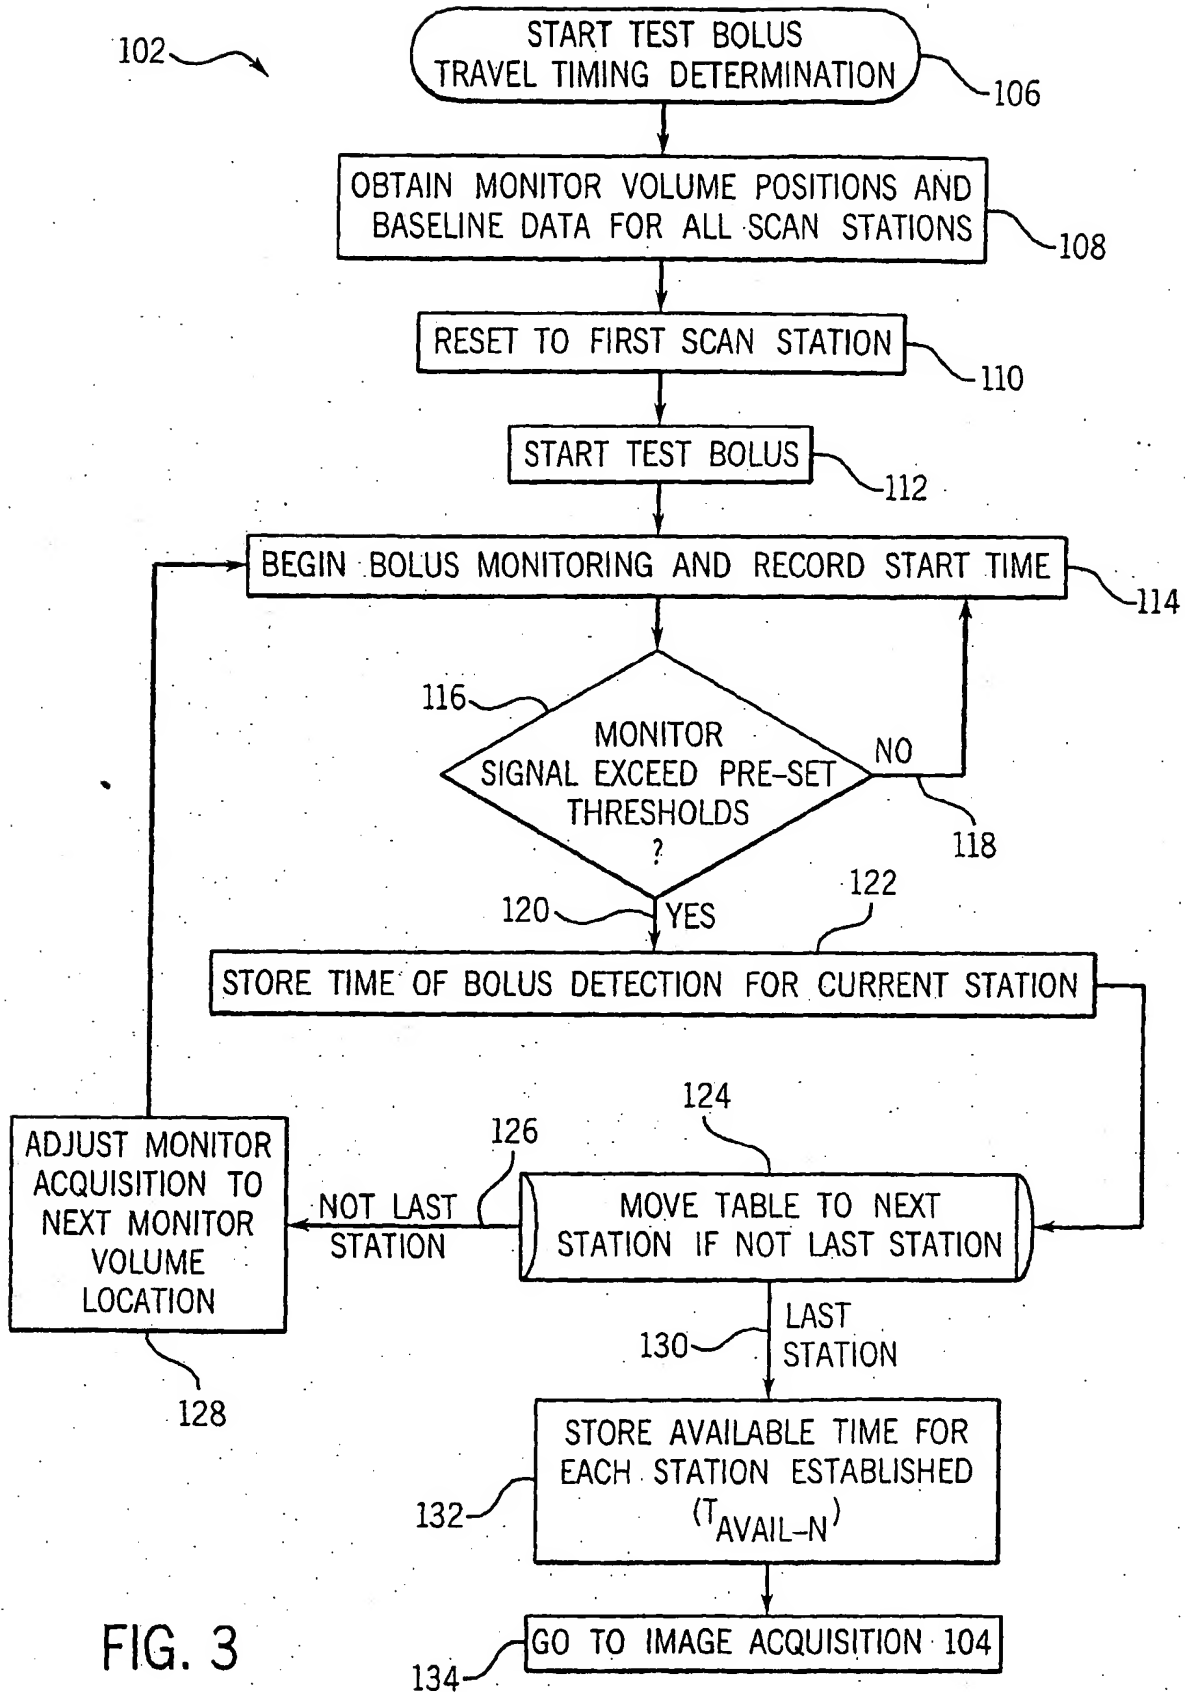 102
START TEST BOLUS
TRAVEL TIMING DETERMINATION
106
OBTAIN MONITOR VOLUME POSITIONS AND
BASELINE DATA FOR ALL SCAN STATIONS
108
RESET TO FIRST SCAN STATION
110
START TEST BOLUS
112
BEGIN BOLUS MONITORING AND RECORD START TIME
114
116
MONITOR
SIGNAL EXCEED PRE-SET
THRESHOLDS
?
NO
118
120
YES
122
STORE TIME OF BOLUS DETECTION FOR CURRENT STATION
124
MOVE TABLE TO NEXT
STATION IF NOT LAST STATION
126
NOT LAST
STATION
ADJUST MONITOR
ACQUISITION TO
NEXT MONITOR
VOLUME
LOCATION
128
130
LAST
STATION
STORE AVAILABLE TIME FOR
EACH STATION ESTABLISHED
(TAVAIL-N)
132
GO TO IMAGE ACQUISITION 104
134
FIG. 3